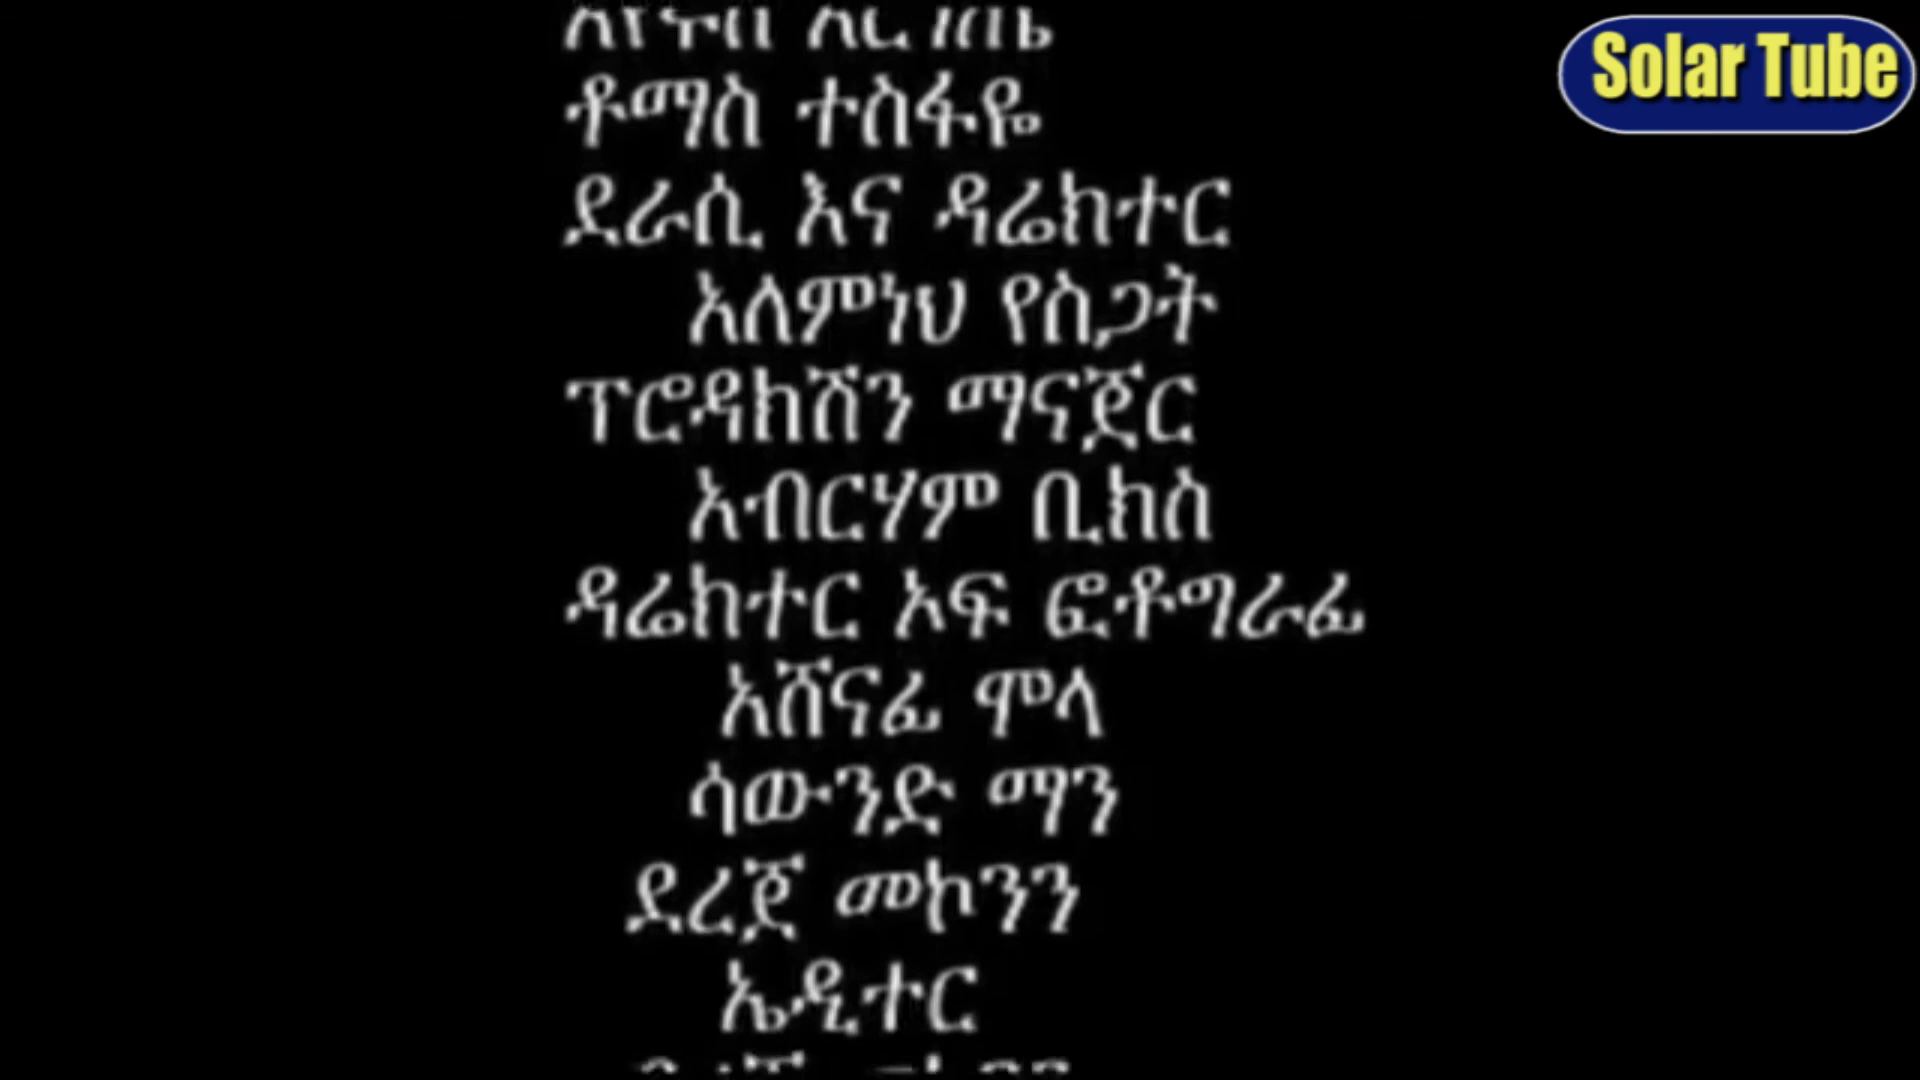 Solar Tube
ቶማስ ተስፋዬ
ደራሲ እና ዳሬክተር
አለምነህ የስጋት
ፕሮዳክሽን ማናጀር
አብርሃም ቢክስ
ዳሬክተር ኦፍ ፎቶግራፊ
አሸናፊ ሞላ
ሳውንድ ማን
ደረጀ መኮንን
ኤዲተር